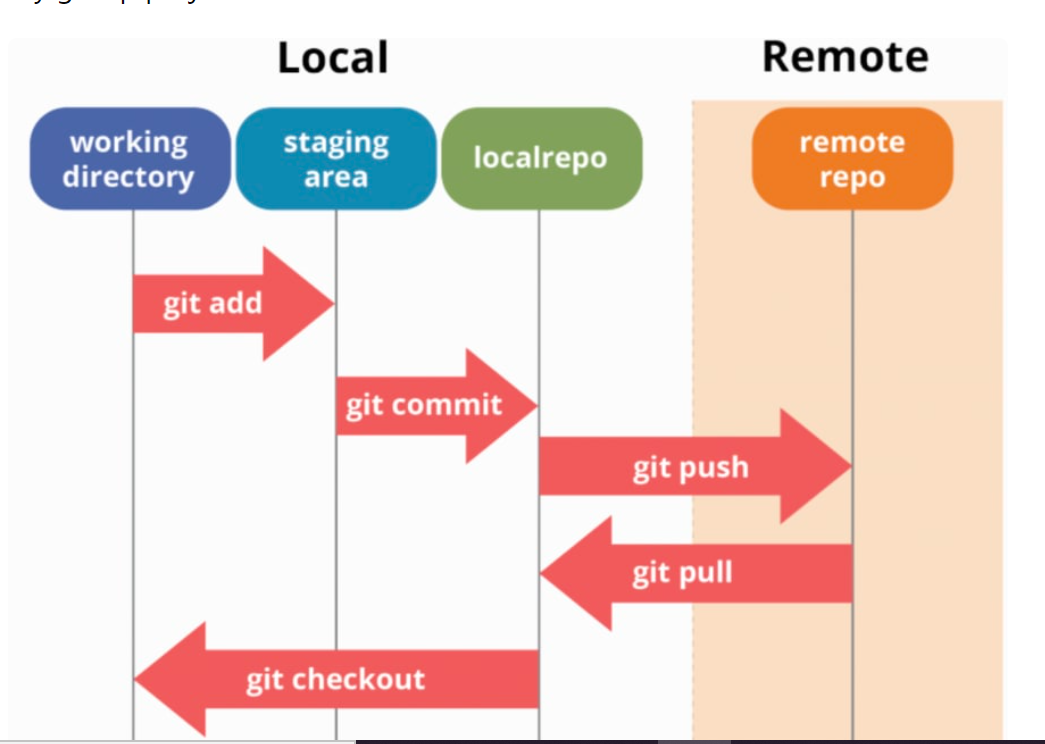 Local
Remote
working
directory
staging
area
localrepo
remote
repo
git add
git commit
git push
git pull
git checkout